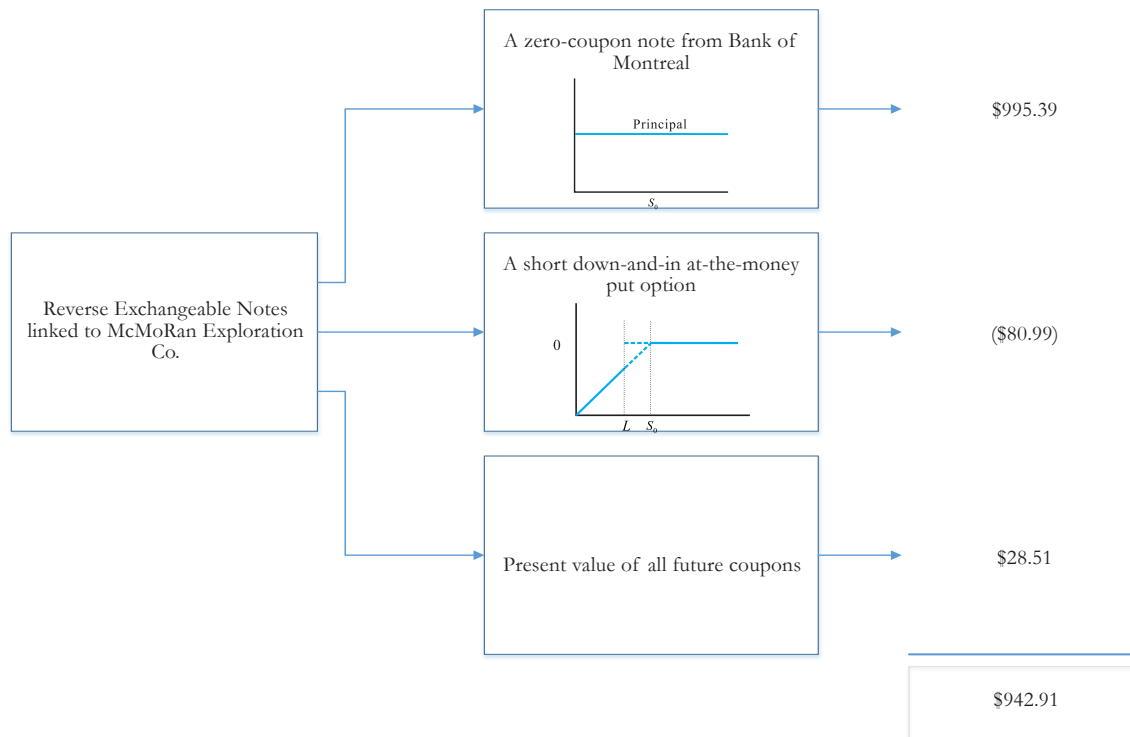 A zero-coupon note from Bank of
Montreal
Principal
S₀
$995.39
Reverse Exchangeable Notes
linked to McMoRan Exploration
Co.
A short down-and-in at-the-money
put option
0
L S₀
($80.99)
Present value of all future coupons
$28.51
$942.91